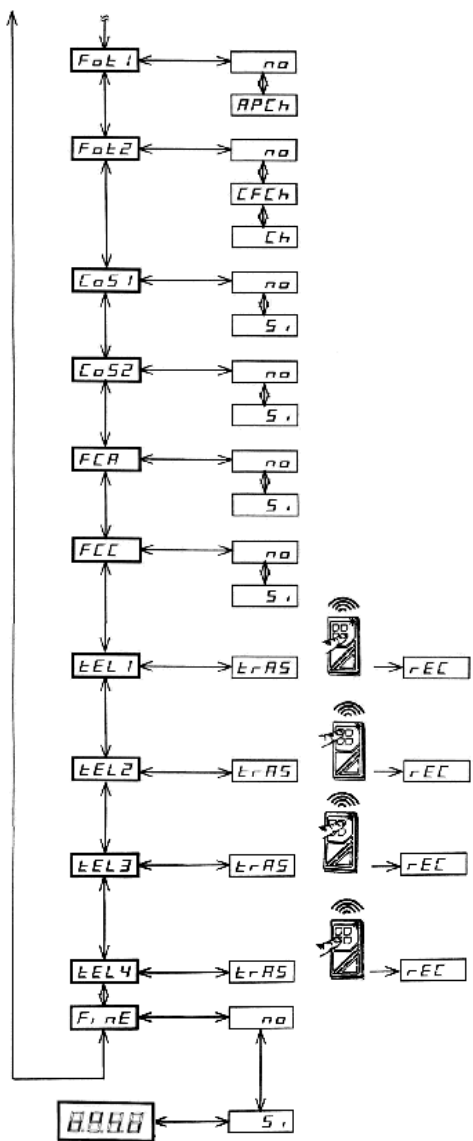 Fot1 no
APCh
Fot2 no
CFCh
Ch
CoS1 no
Si
CoS2 no
Si
FCA no
Si
FCC no
Si
tEL1 trAS rEC
tEL2 trAS rEC
tEL3 trAS rEC
tEL4 trAS rEC
FinE no
Si